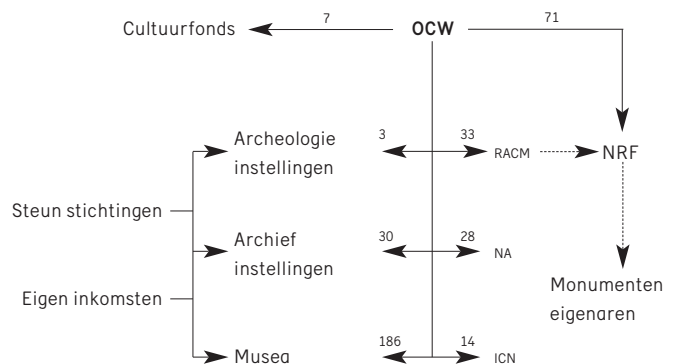 Cultuurfonds 7 OCW 71
Archeologie
instellingen 3 33 RACM NRF
Steun stichtingen
Archief
instellingen 30 28 NA
Monumenten
eigenaren
Eigen inkomsten
Musea 186 14 ICN